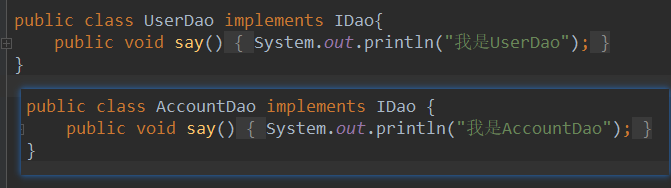 public class UserDao implements IDao{
public void say() { System.out.println("我是UserDao"); }
}
public class AccountDao implements IDao {
public void say() { System.out.println("我是AccountDao"); }
}